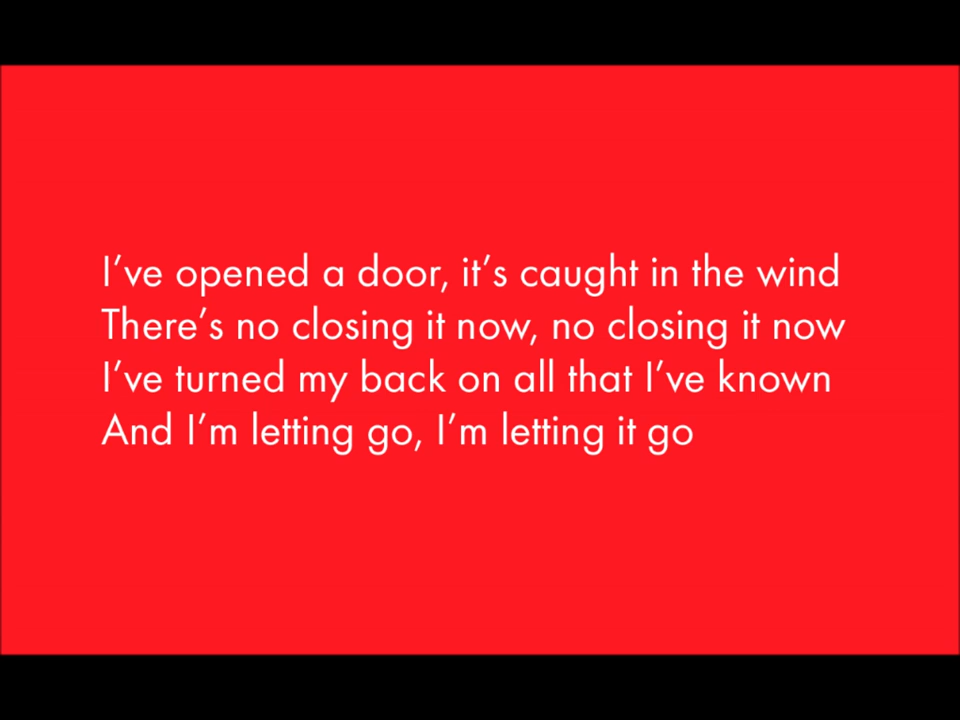 I’ve opened a door, it’s caught in the wind
There’s no closing it now, no closing it now
I’ve turned my back on all that I’ve known
And I’m letting go, I’m letting it go